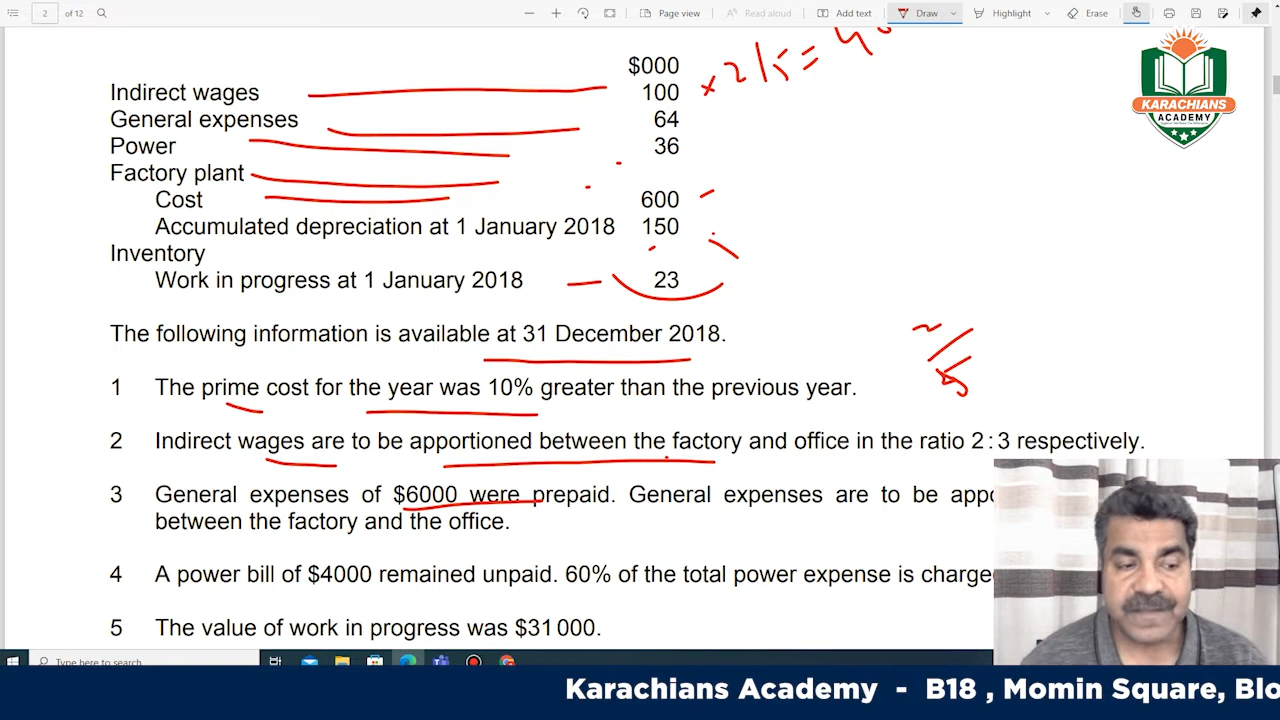 2 of 12
Page view
Read aloud
Add text
Draw
Highlight
Erase
× 2/5 = 40
$000
Indirect wages 100
General expenses 64
Power 36
Factory plant
Cost 600
Accumulated depreciation at 1 January 2018 150
Inventory
Work in progress at 1 January 2018 23
KARACHIANS
ACADEMY
The following information is available at 31 December 2018.
2/5
1 The prime cost for the year was 10% greater than the previous year.
2 Indirect wages are to be apportioned between the factory and office in the ratio 2 : 3 respectively.
3 General expenses of $6000 were prepaid. General expenses are to be appo
between the factory and the office.
4 A power bill of $4000 remained unpaid. 60% of the total power expense is charge
5 The value of work in progress was $31 000.
Type here to search
Karachians Academy - B18 , Momin Square, Blo